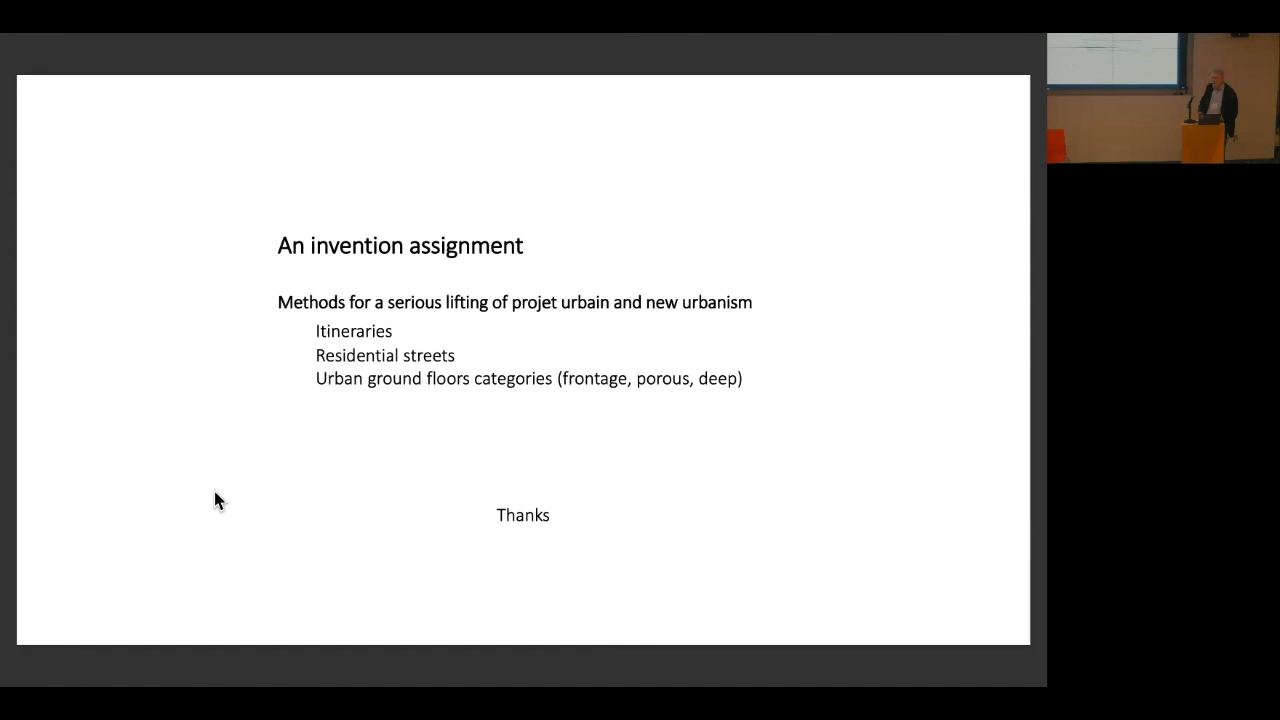 An invention assignment
Methods for a serious lifting of projet urbain and new urbanism
Itineraries
Residential streets
Urban ground floors categories (frontage, porous, deep)
Thanks